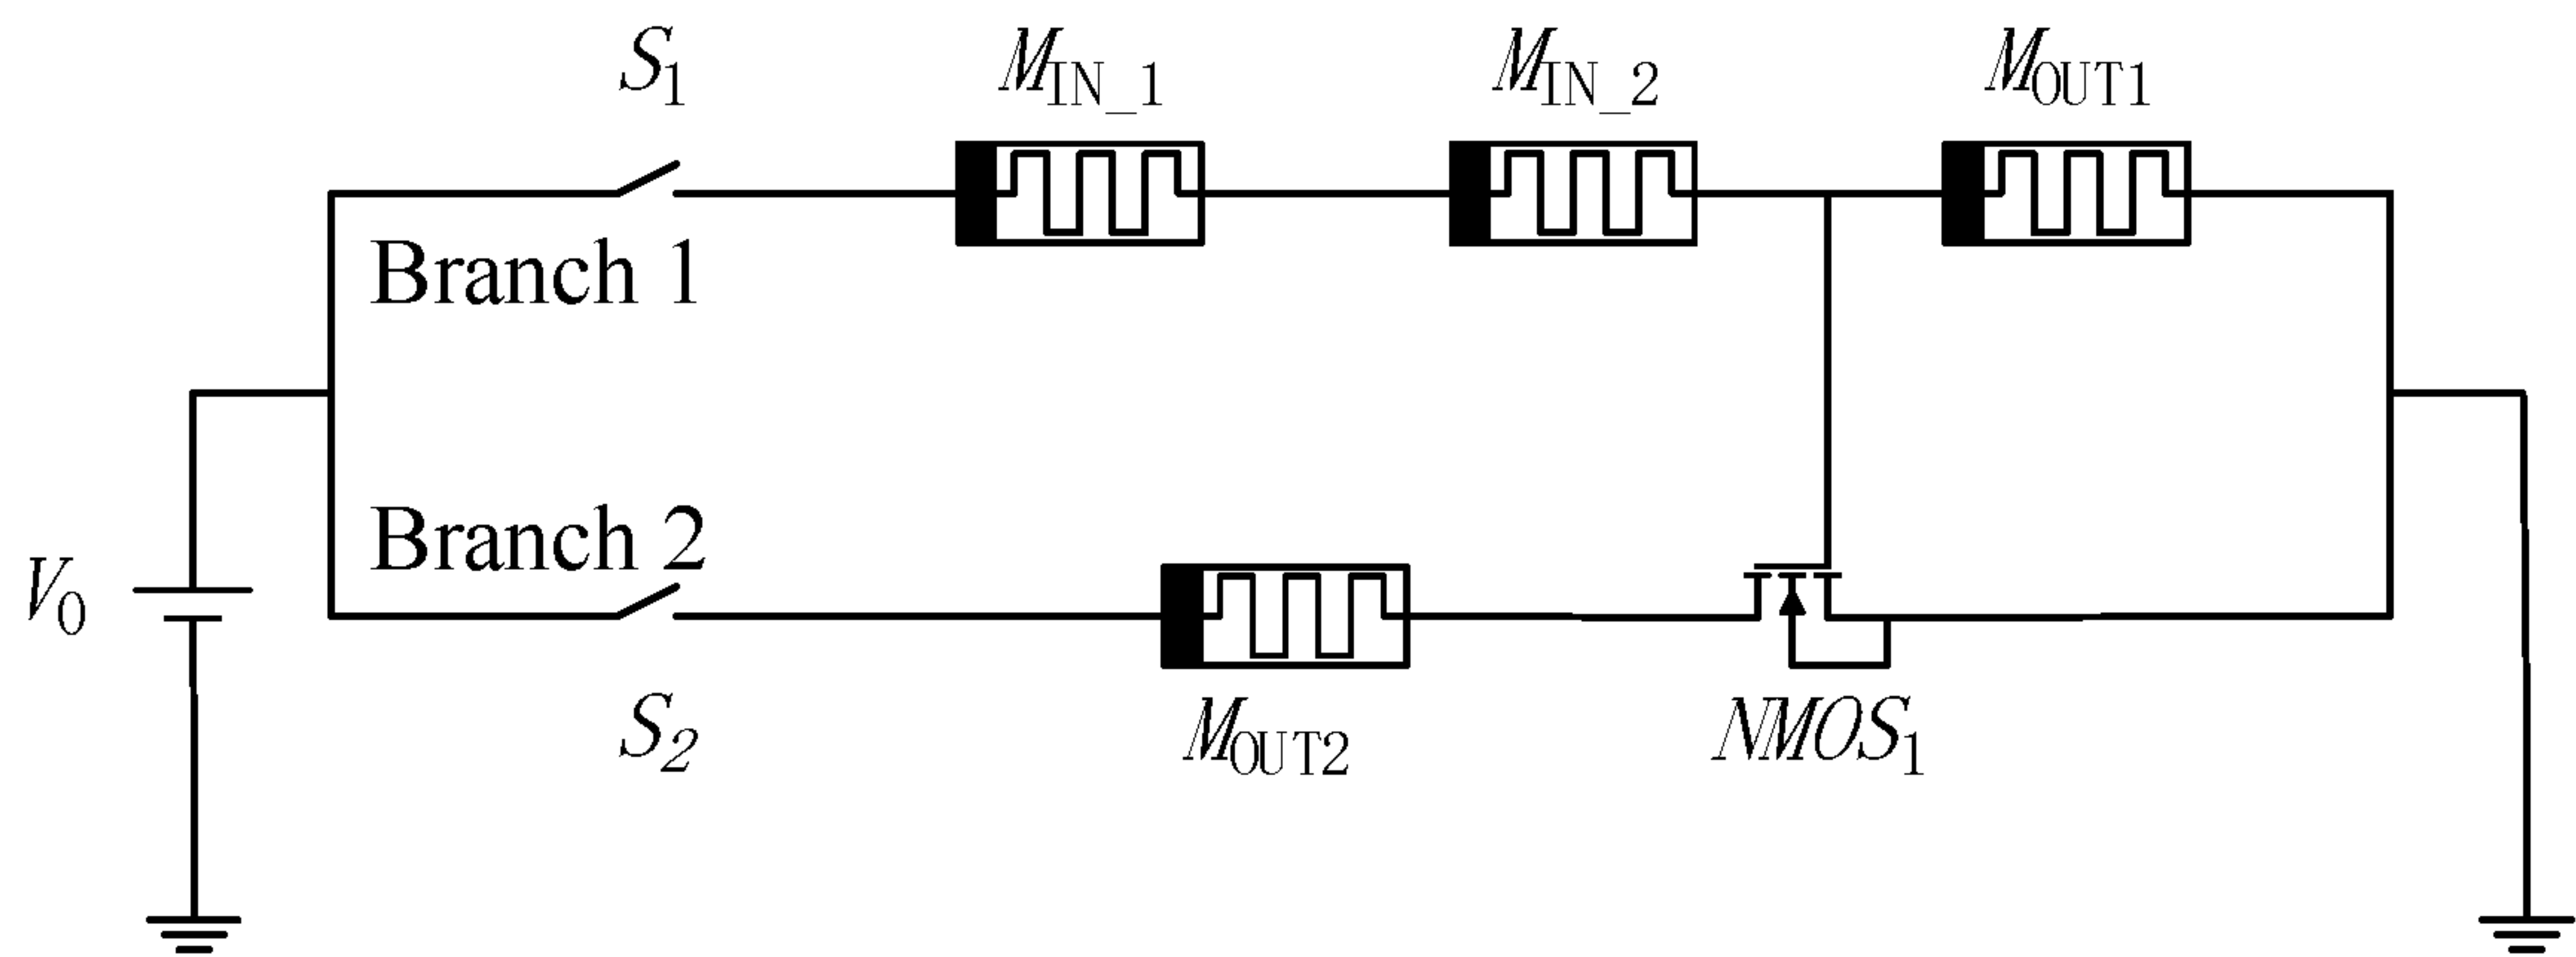 S1
MIN_1
MIN_2
MOUT1
Branch 1
Branch 2
V0
S2
MOUT2
NMOS1